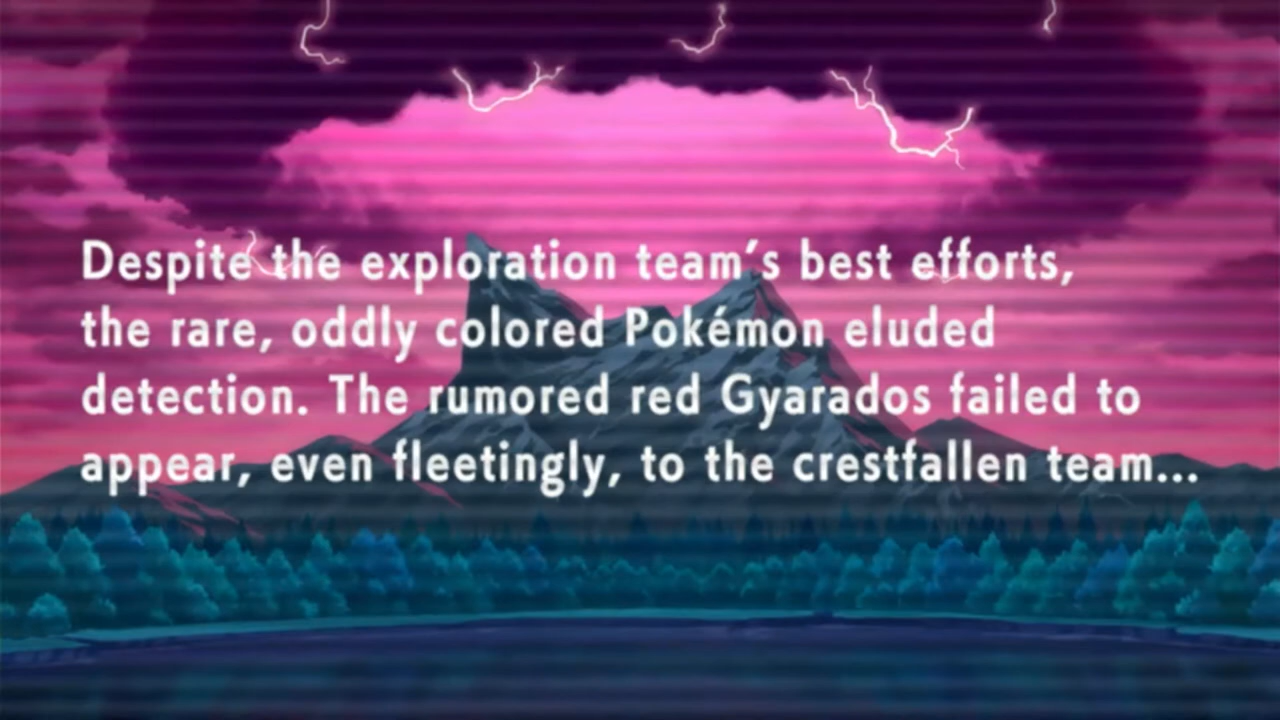 Despite the exploration team's best efforts,
the rare, oddly colored Pokémon eluded
detection. The rumored red Gyarados failed to
appear, even fleetingly, to the crestfallen team...